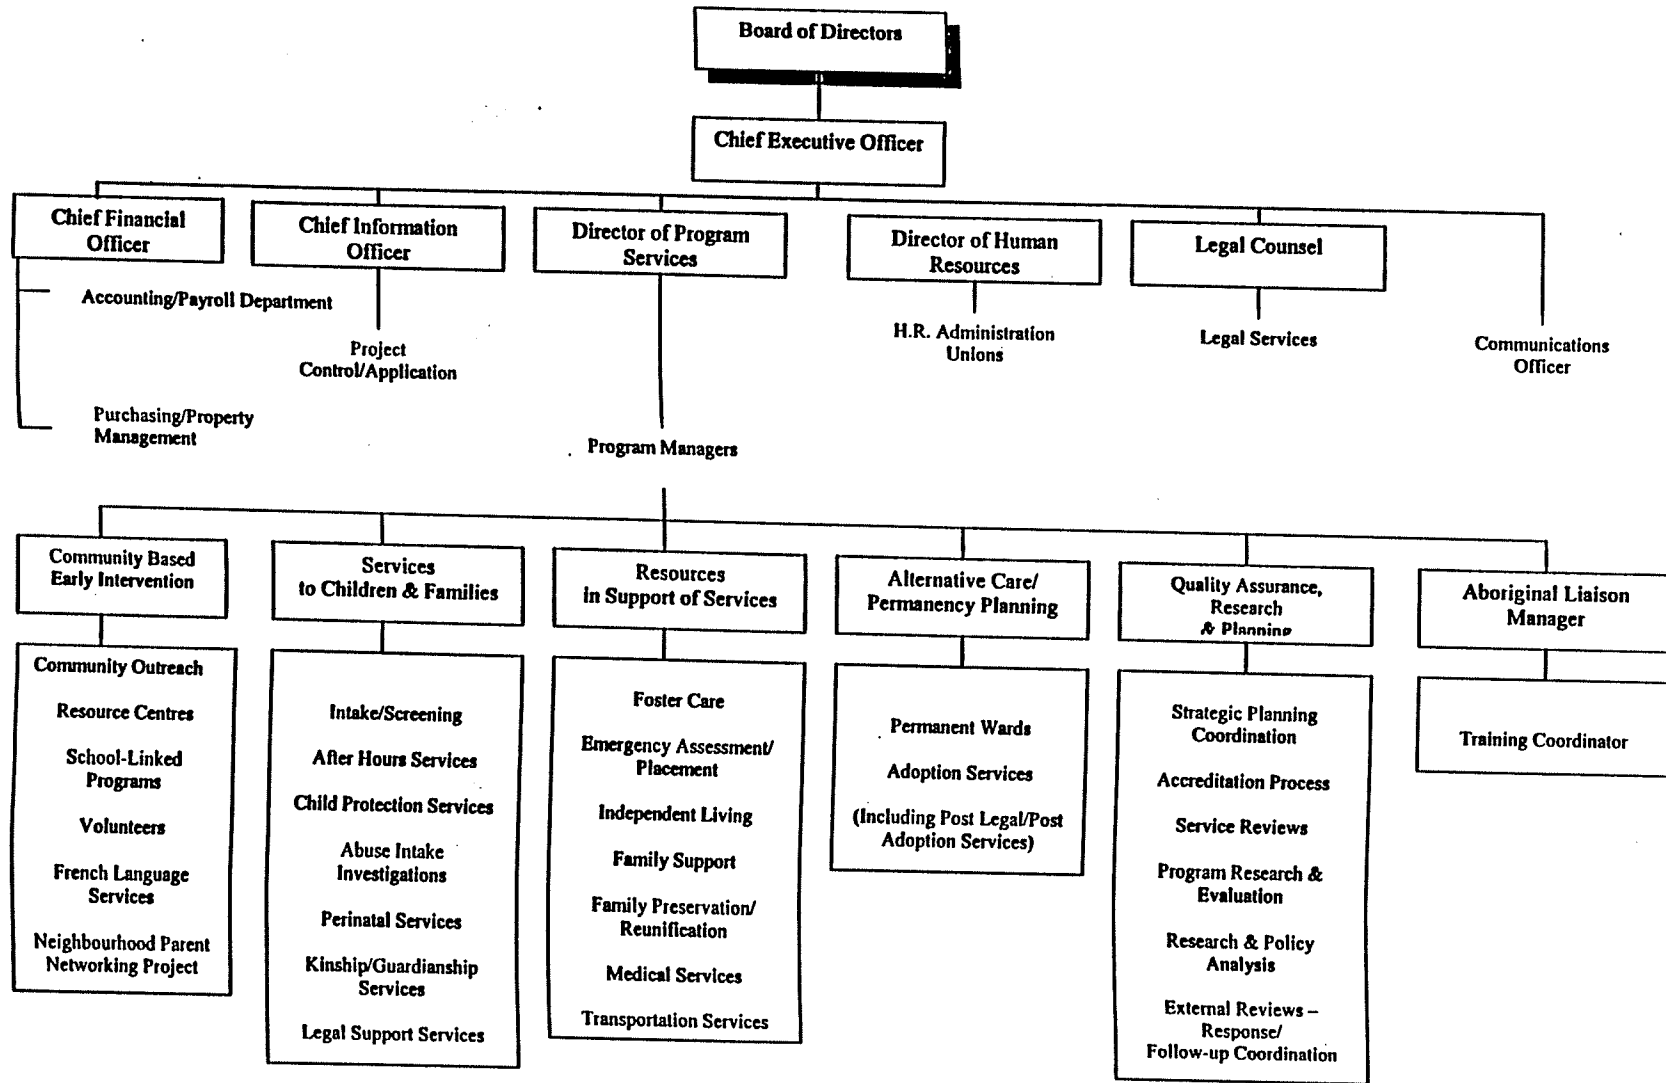 Board of Directors
Chief Executive Officer
Chief Financial
Officer
Chief Information
Officer
Director of Program
Services
Director of Human
Resources
Legal Counsel
Accounting/Payroll Department
Project
Control/Application
H.R. Administration
Unions
Legal Services
Communications
Officer
Purchasing/Property
Management
Program Managers
Community Based
Early Intervention
Services
to Children & Families
Resources
in Support of Services
Alternative Care/
Permanency Planning
Quality Assurance,
Research
& Planning
Aboriginal Liaison
Manager
Community Outreach
Resource Centres
School-Linked
Programs
Volunteers
French Language
Services
Neighbourhood Parent
Networking Project
Intake/Screening
After Hours Services
Child Protection Services
Abuse Intake
Investigations
Perinatal Services
Kinship/Guardianship
Services
Legal Support Services
Foster Care
Emergency Assessment/
Placement
Independent Living
Family Support
Family Preservation/
Reunification
Medical Services
Transportation Services
Permanent Wards
Adoption Services
(Including Post Legal/Post
Adoption Services)
Strategic Planning
Coordination
Accreditation Process
Service Reviews
Program Research &
Evaluation
Research & Policy
Analysis
External Reviews –
Response/
Follow-up Coordination
Training Coordinator